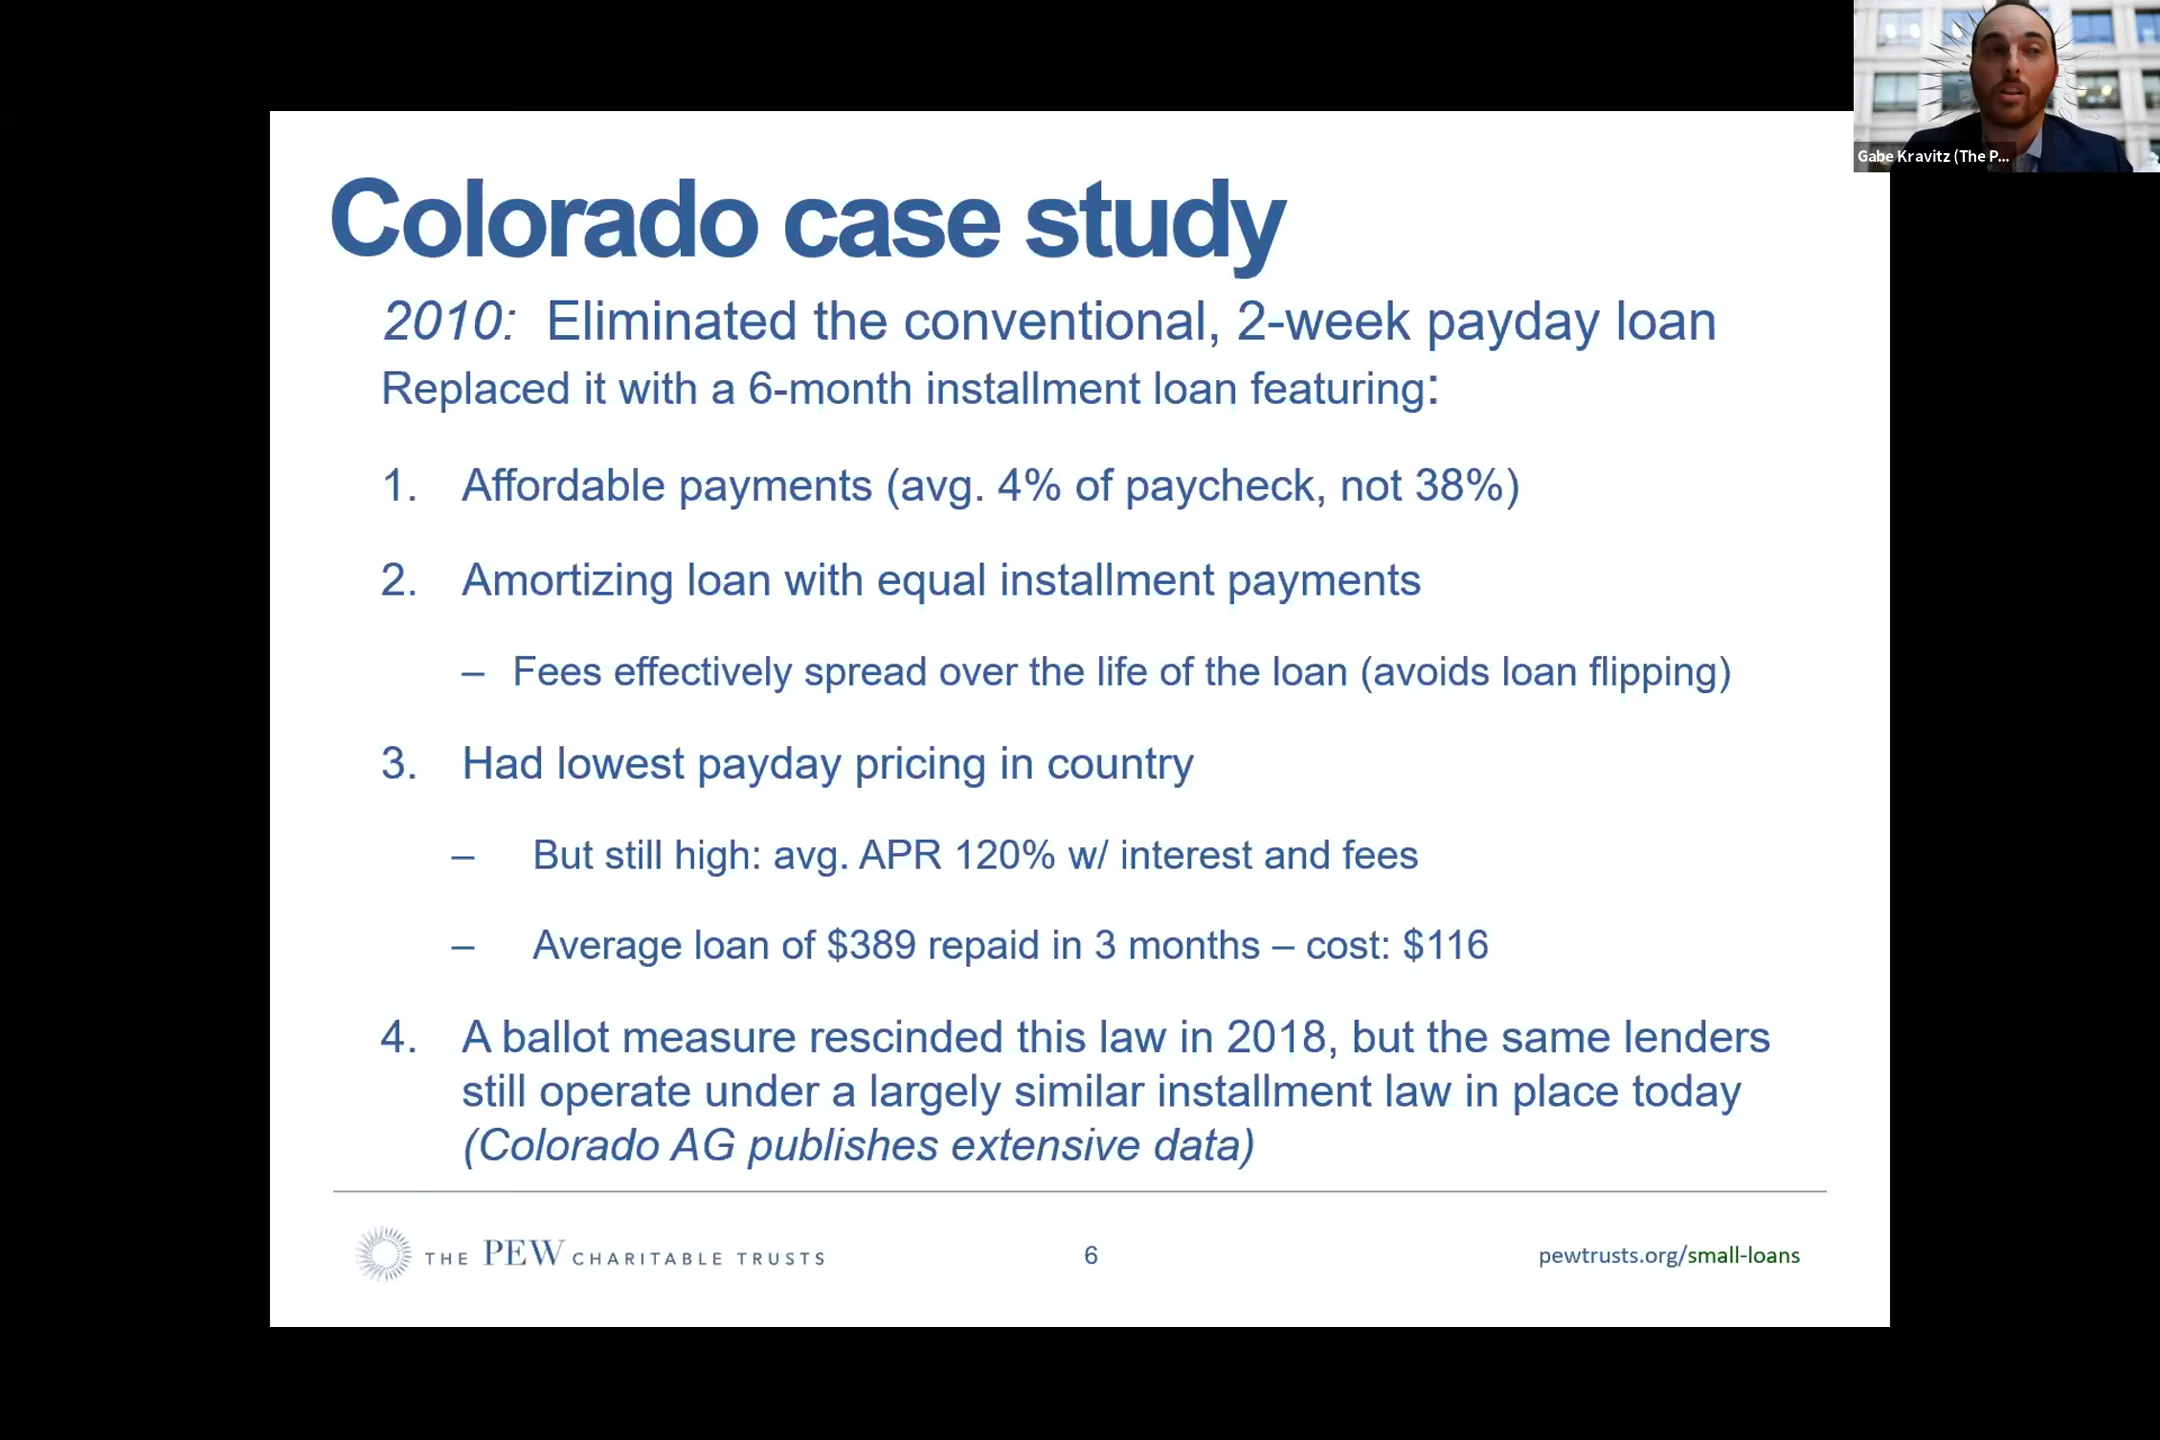 Gabe Kravitz (The P...
Colorado case study
2010: Eliminated the conventional, 2-week payday loan
Replaced it with a 6-month installment loan featuring:
1. Affordable payments (avg. 4% of paycheck, not 38%)
2. Amortizing loan with equal installment payments
– Fees effectively spread over the life of the loan (avoids loan flipping)
3. Had lowest payday pricing in country
– But still high: avg. APR 120% w/ interest and fees
– Average loan of $389 repaid in 3 months – cost: $116
4. A ballot measure rescinded this law in 2018, but the same lenders
still operate under a largely similar installment law in place today
(Colorado AG publishes extensive data)
THE PEW CHARITABLE TRUSTS
6
pewtrusts.org/small-loans